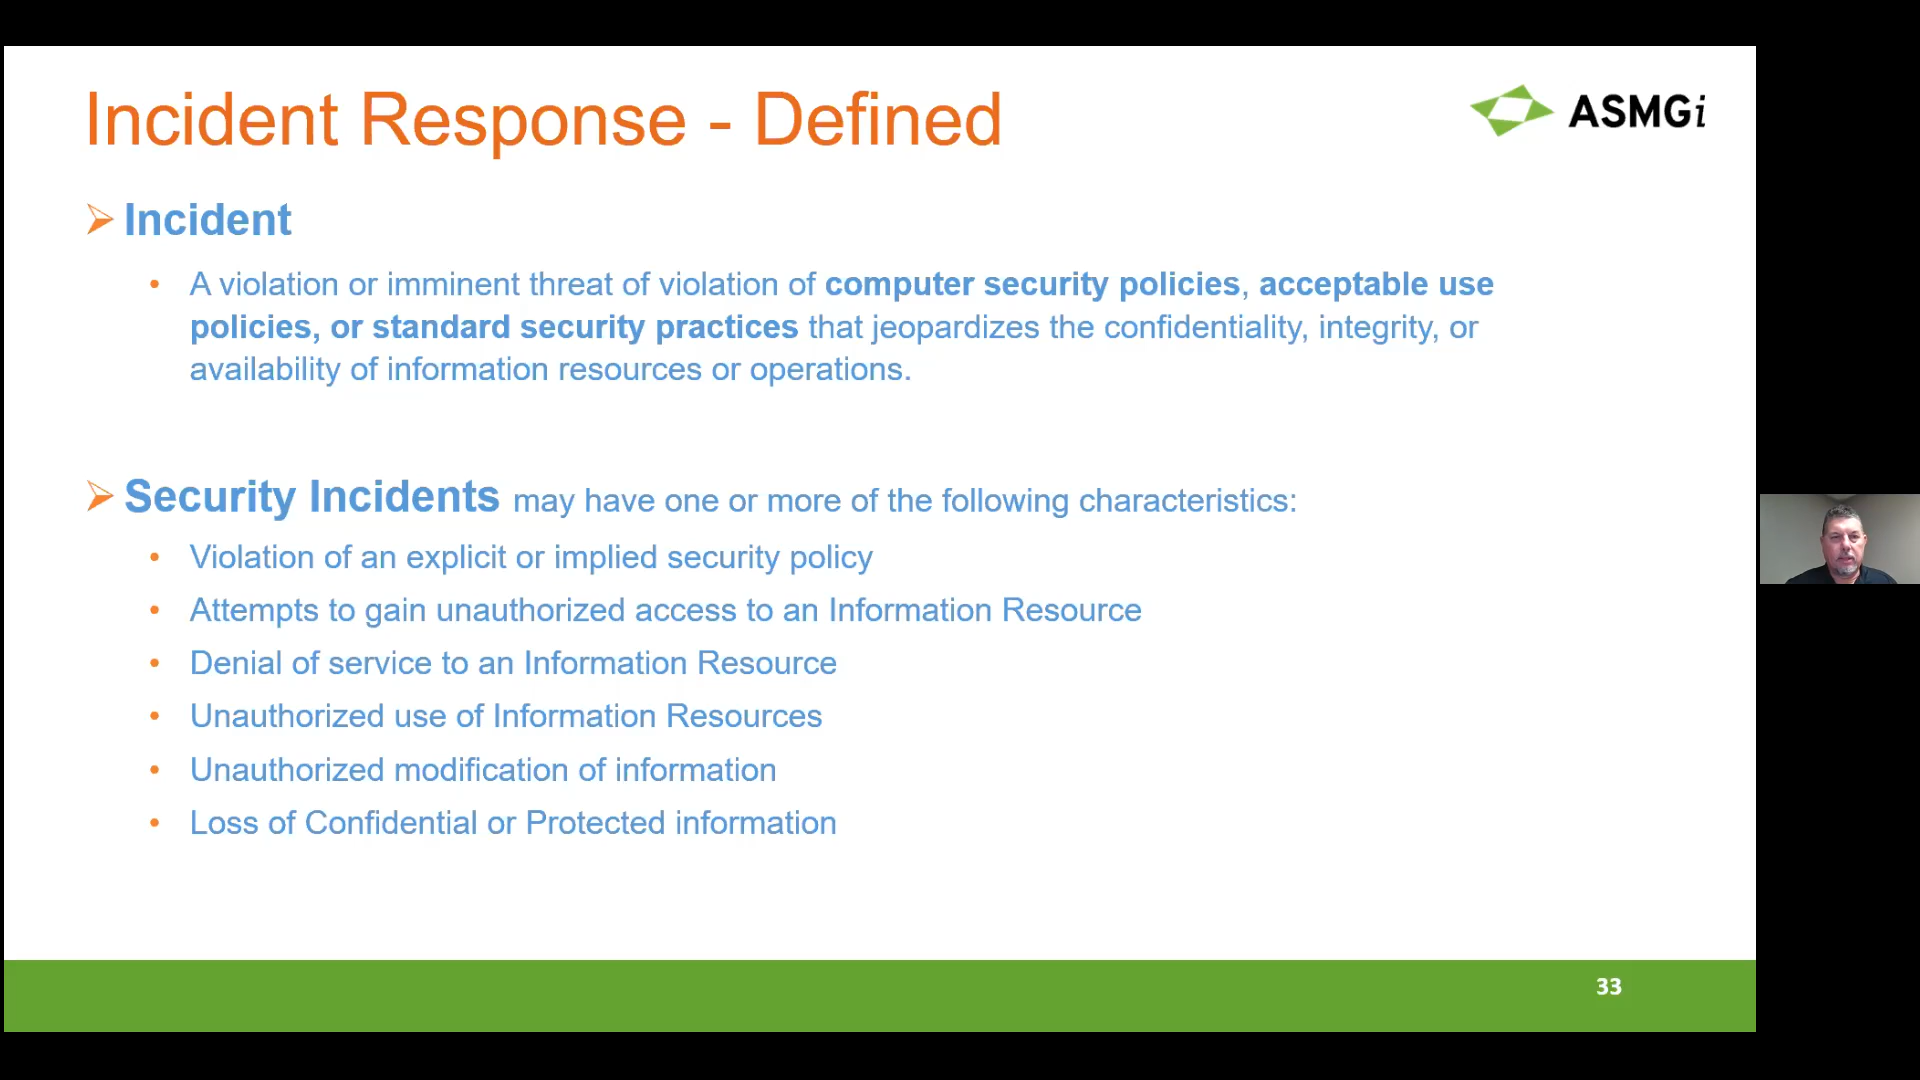 Incident Response - Defined
ASMGi
Incident
• A violation or imminent threat of violation of computer security policies, acceptable use
policies, or standard security practices that jeopardizes the confidentiality, integrity, or
availability of information resources or operations.
Security Incidents may have one or more of the following characteristics:
• Violation of an explicit or implied security policy
• Attempts to gain unauthorized access to an Information Resource
• Denial of service to an Information Resource
• Unauthorized use of Information Resources
• Unauthorized modification of information
• Loss of Confidential or Protected information
33